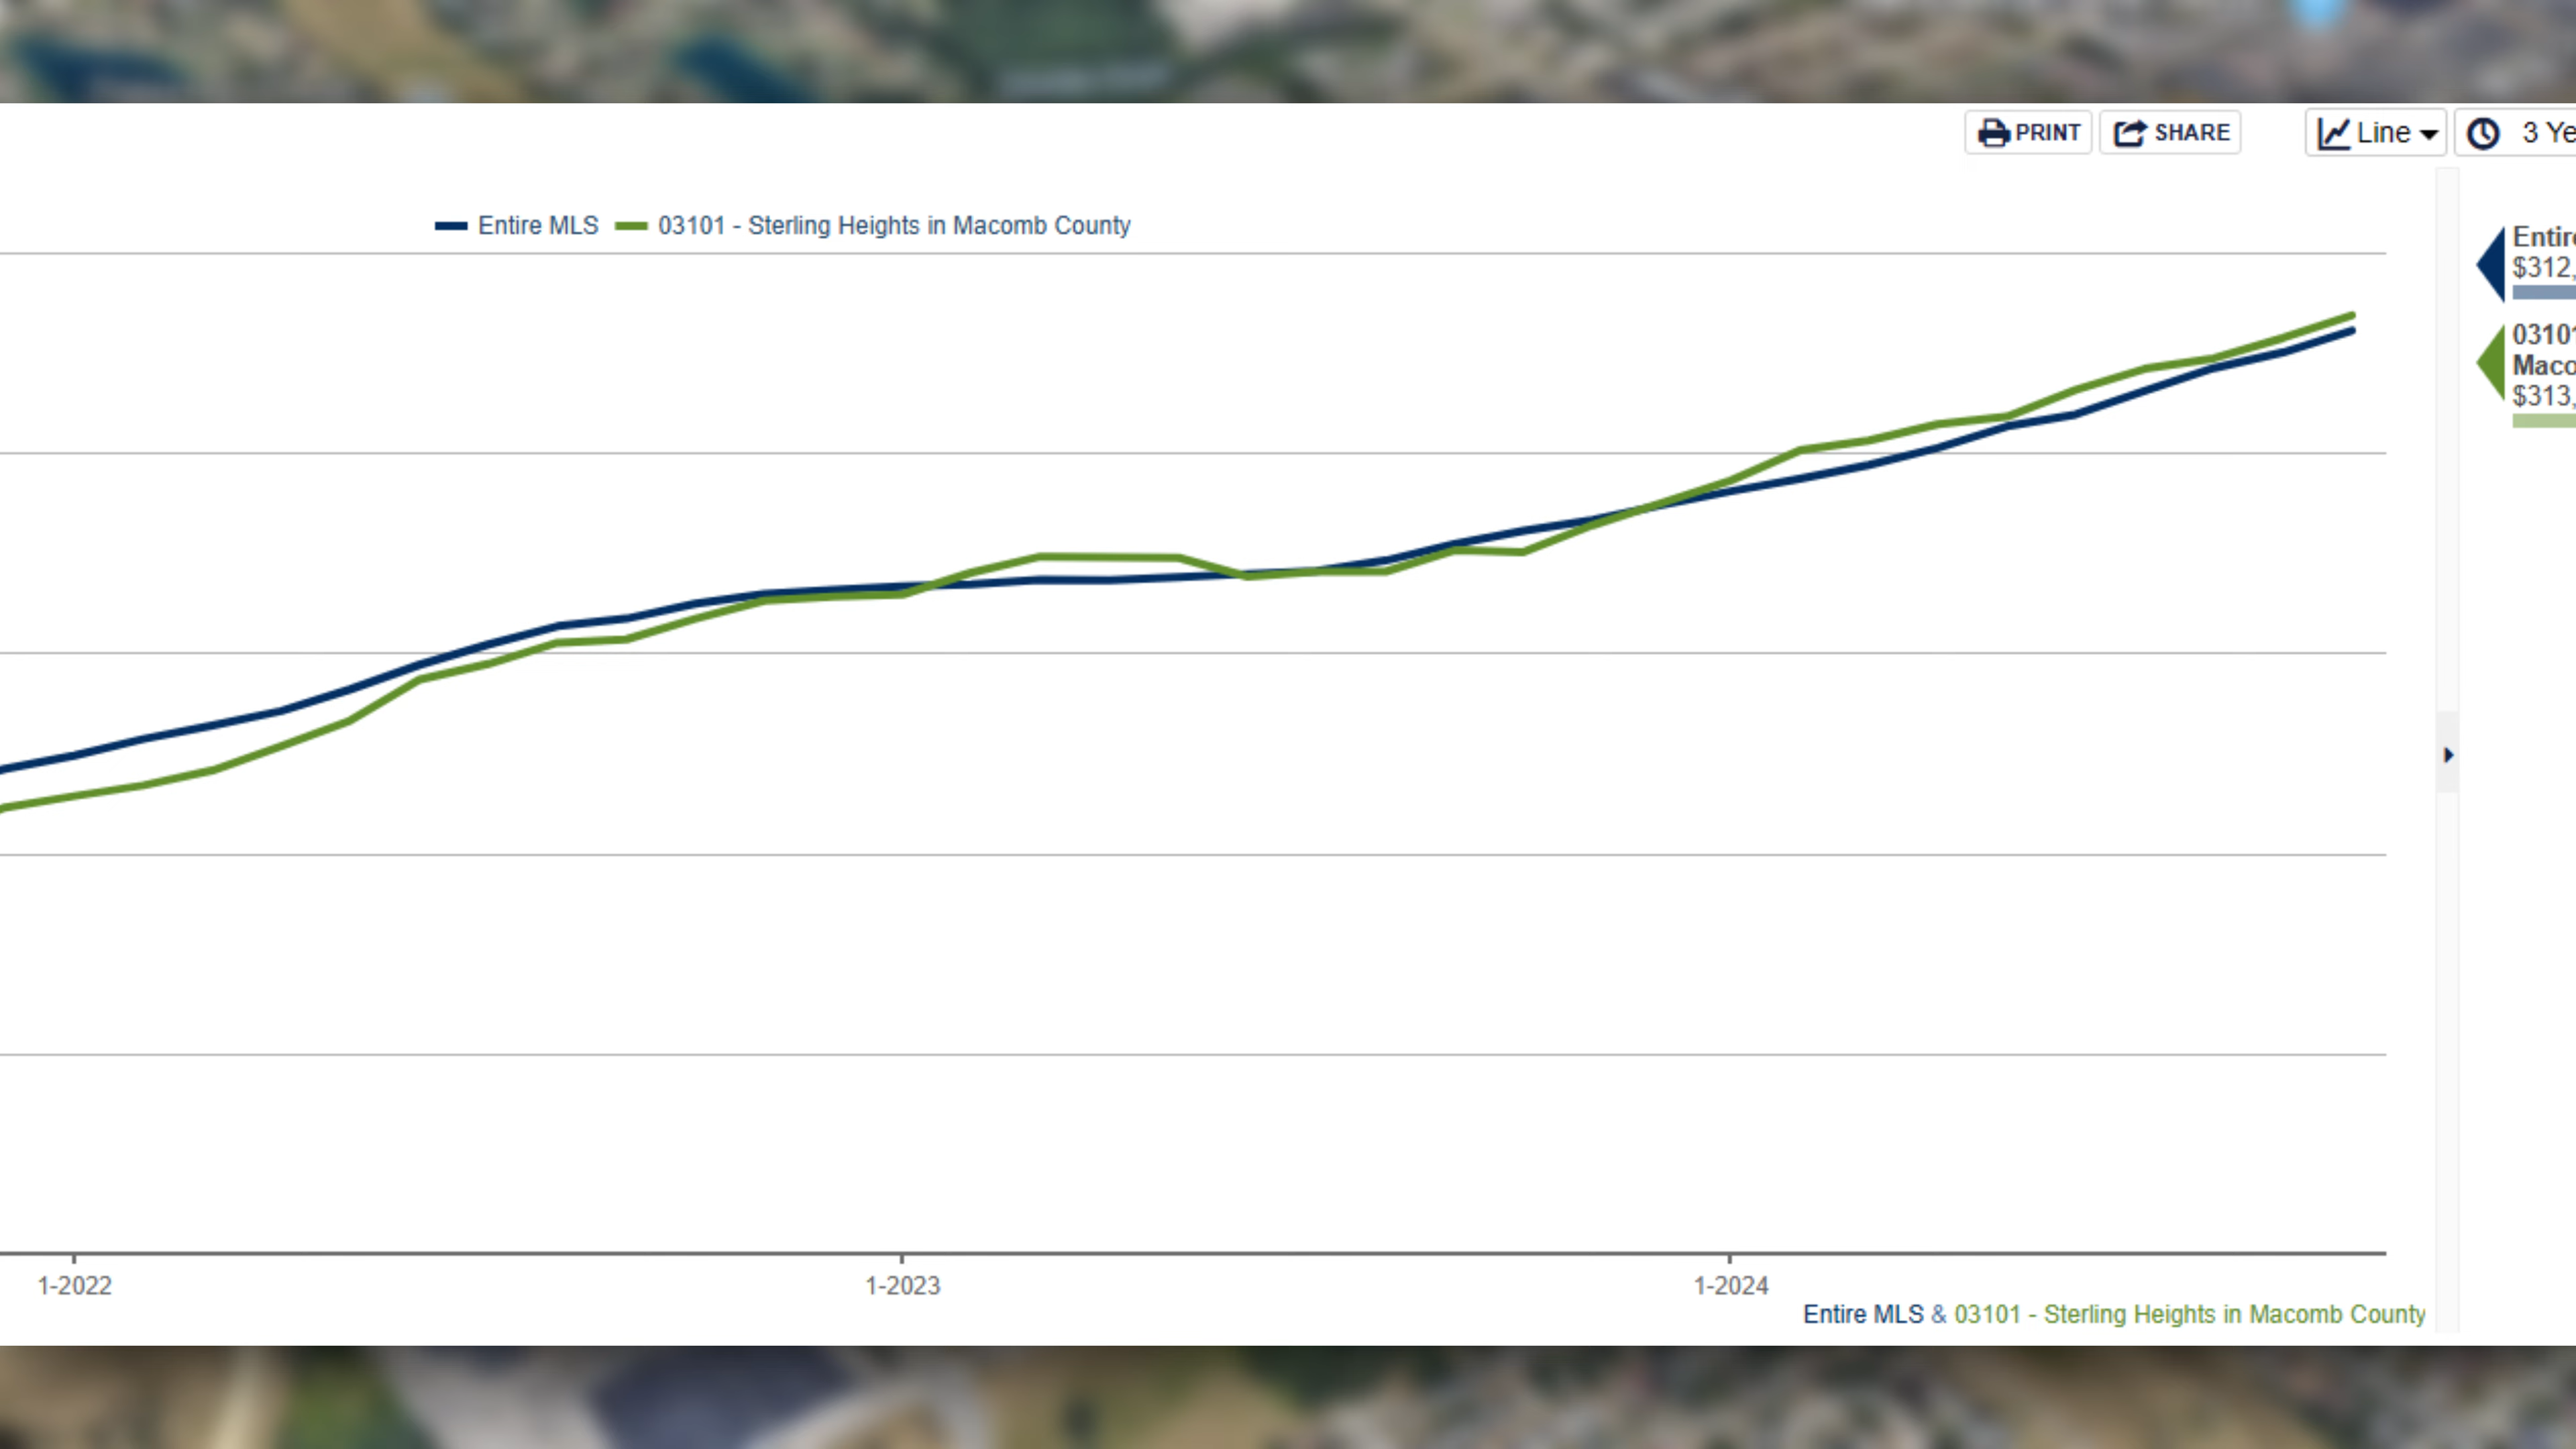 PRINT
SHARE
Line
3 Ye
Entire MLS
03101 - Sterling Heights in Macomb County
Entire
$312,
03101
Maco
$313,
1-2022
1-2023
1-2024
Entire MLS & 03101 - Sterling Heights in Macomb County